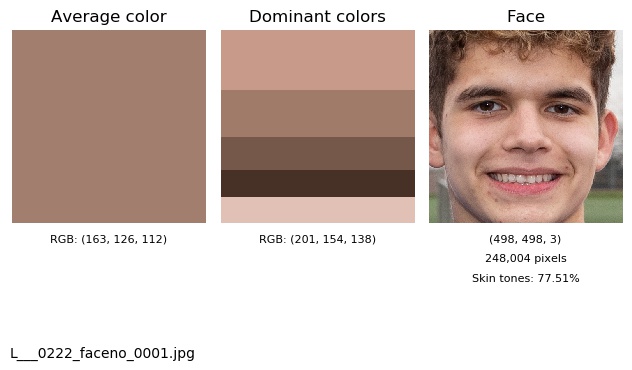 Average color
Dominant colors
Face
RGB: (163, 126, 112)
RGB: (201, 154, 138)
(498, 498, 3)
248,004 pixels
Skin tones: 77.51%
L___0222_faceno_0001.jpg